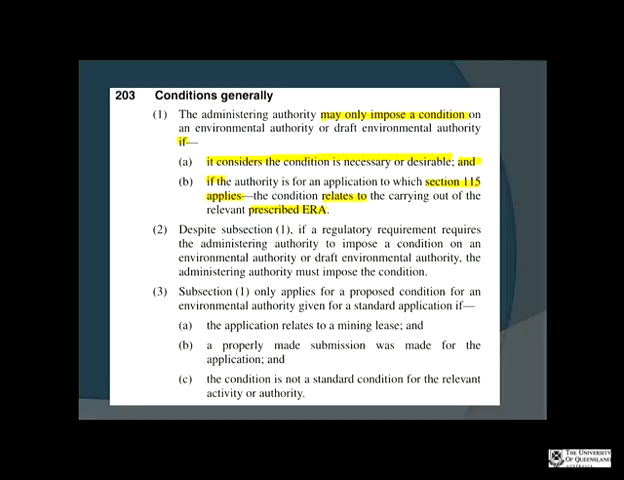 203 Conditions generally
(1) The administering authority may only impose a condition on
an environmental authority or draft environmental authority
if—
(a) it considers the condition is necessary or desirable; and
(b) if the authority is for an application to which section 115
applies—the condition relates to the carrying out of the
relevant prescribed ERA.
(2) Despite subsection (1), if a regulatory requirement requires
the administering authority to impose a condition on an
environmental authority or draft environmental authority, the
administering authority must impose the condition.
(3) Subsection (1) only applies for a proposed condition for an
environmental authority given for a standard application if—
(a) the application relates to a mining lease; and
(b) a properly made submission was made for the
application; and
(c) the condition is not a standard condition for the relevant
activity or authority.
THE UNIVERSITY
OF QUEENSLAND
AUSTRALIA